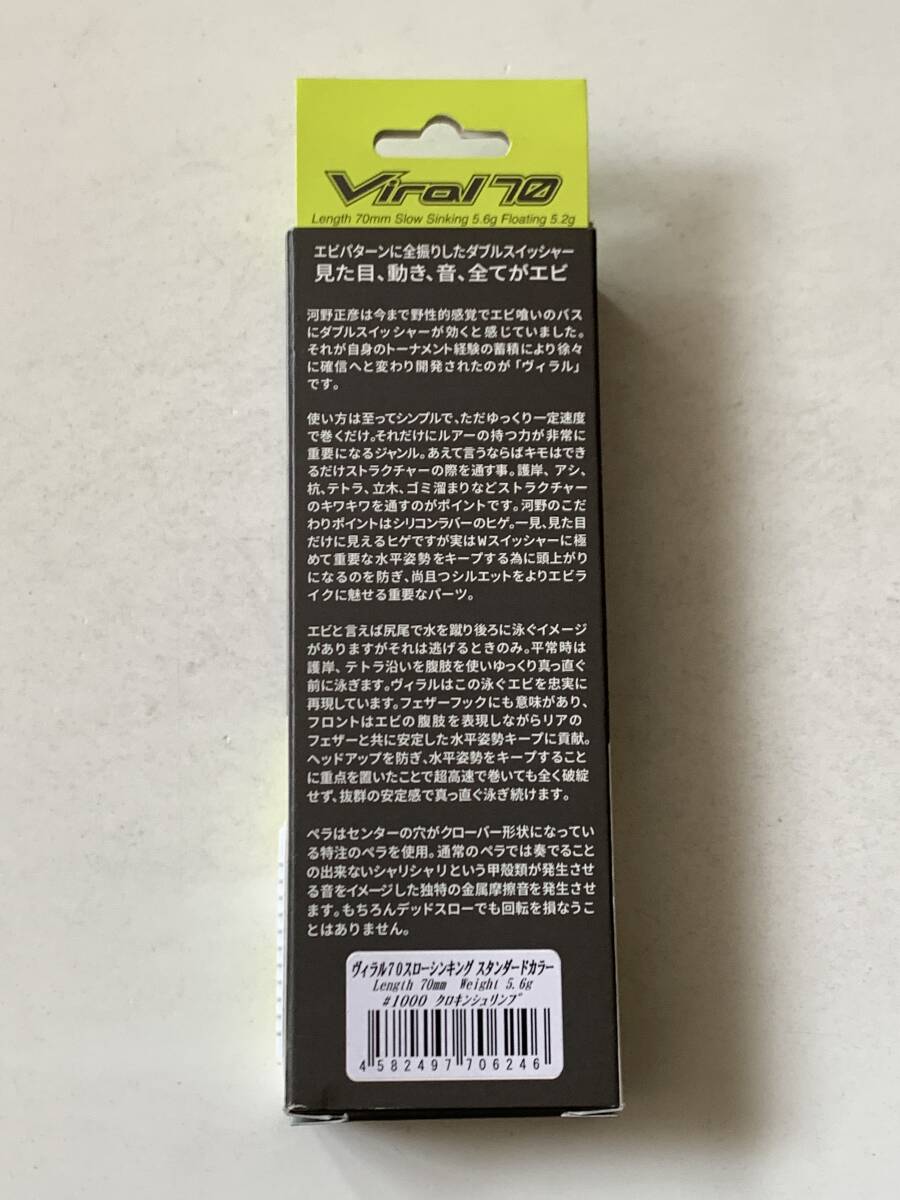 Viral 70
Length 70mm Slow Sinking 5.6g Floating 5.2g
エビパターンに全振りしたダブルスイッシャー
見た目、動き、音、全てがエビ
河野正彦は今まで野性的感覚でエビ喰いのバス
にダブルスイッシャーが効くと感じていました。
それが自身のトーナメント経験の蓄積により徐々
に確信へと変わり開発されたのが「ヴィラル」
です。
使い方は至ってシンプルで、ただゆっくり一定速度
で巻くだけ。それだけにルアーの持つ力が非常に
重要になるジャンル。あえて言うならばキモはでき
るだけストラクチャーの際を通す事。護岸、アシ、
杭、テトラ、立木、ゴミ溜まりなどストラクチャー
のキワキワを通すのがポイントです。河野のこだ
わりポイントはシリコンラバーのヒゲ。一見、見た目
だけに見えるヒゲですが実はWスイッシャーに極
めて重要な水平姿勢をキープする為に頭上がり
になるのを防ぎ、尚且つシルエットをよりエビラ
イクに魅せる重要なパーツ。
エビと言えば尻尾で水を蹴り後ろに泳ぐイメージ
がありますがそれは逃げるときのみ。平常時は
護岸、テトラ沿いを腹肢を使いゆっくり真っ直ぐ
前に泳ぎます。ヴィラルはこの泳ぐエビを忠実に
再現しています。フェザーフックにも意味があり、
フロントはエビの腹肢を表現しながらリアの
フェザーと共に安定した水平姿勢キープに貢献。
ヘッドアップを防ぎ、水平姿勢をキープすること
に重点を置いたことで超高速で巻いても全く破綻
せず、抜群の安定感で真っ直ぐ泳ぎ続けます。
ペラはセンターの穴がクローバー形状になってい
る特注のペラを使用。通常のペラでは奏でること
の出来ないシャリシャリという甲殻類が発生させ
る音をイメージした独特の金属摩擦音を発生させ
ます。もちろんデッドスローでも回転を損なうこ
とはありません。
ヴィラル70スローシンキング スタンダードカラー
Length 70mm Weight 5.6g
#1000 クロキンシュリンプ
4 582497 706246